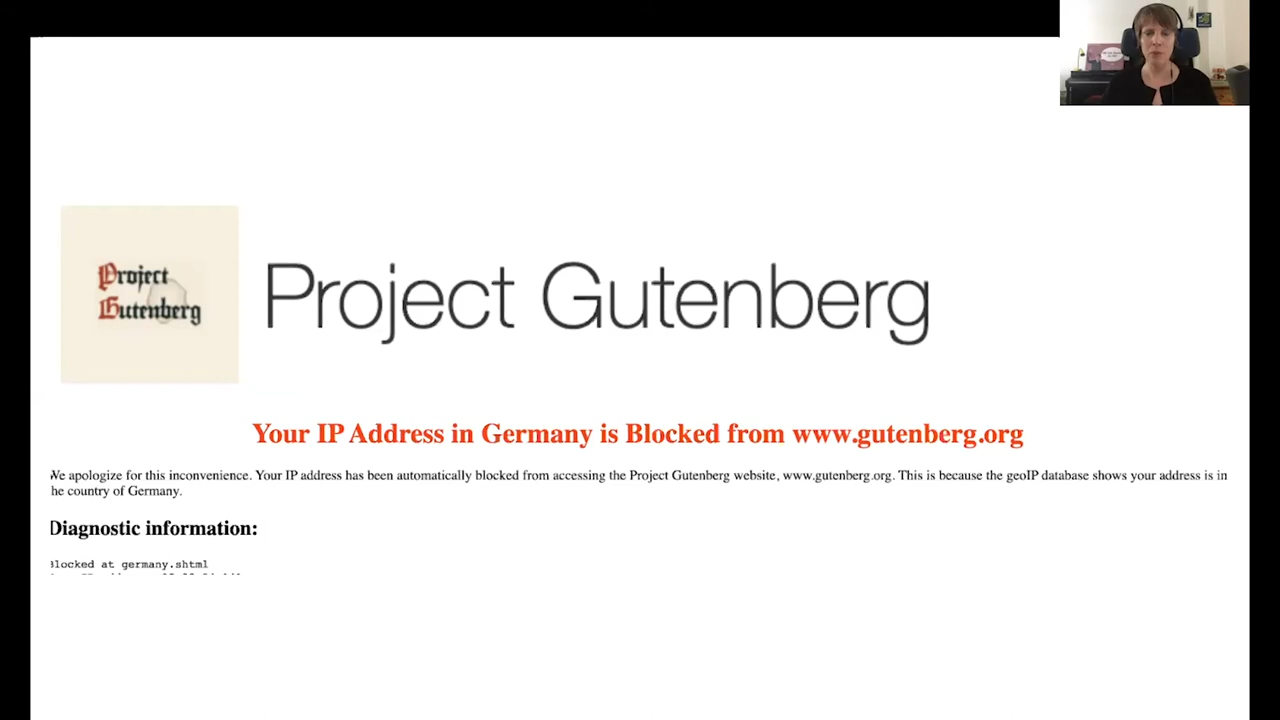 Project
Gutenberg
Project Gutenberg
Your IP Address in Germany is Blocked from www.gutenberg.org
We apologize for this inconvenience. Your IP address has been automatically blocked from accessing the Project Gutenberg website, www.gutenberg.org. This is because the geoIP database shows your address is in
he country of Germany.
Diagnostic information:
locked at germany.shtml